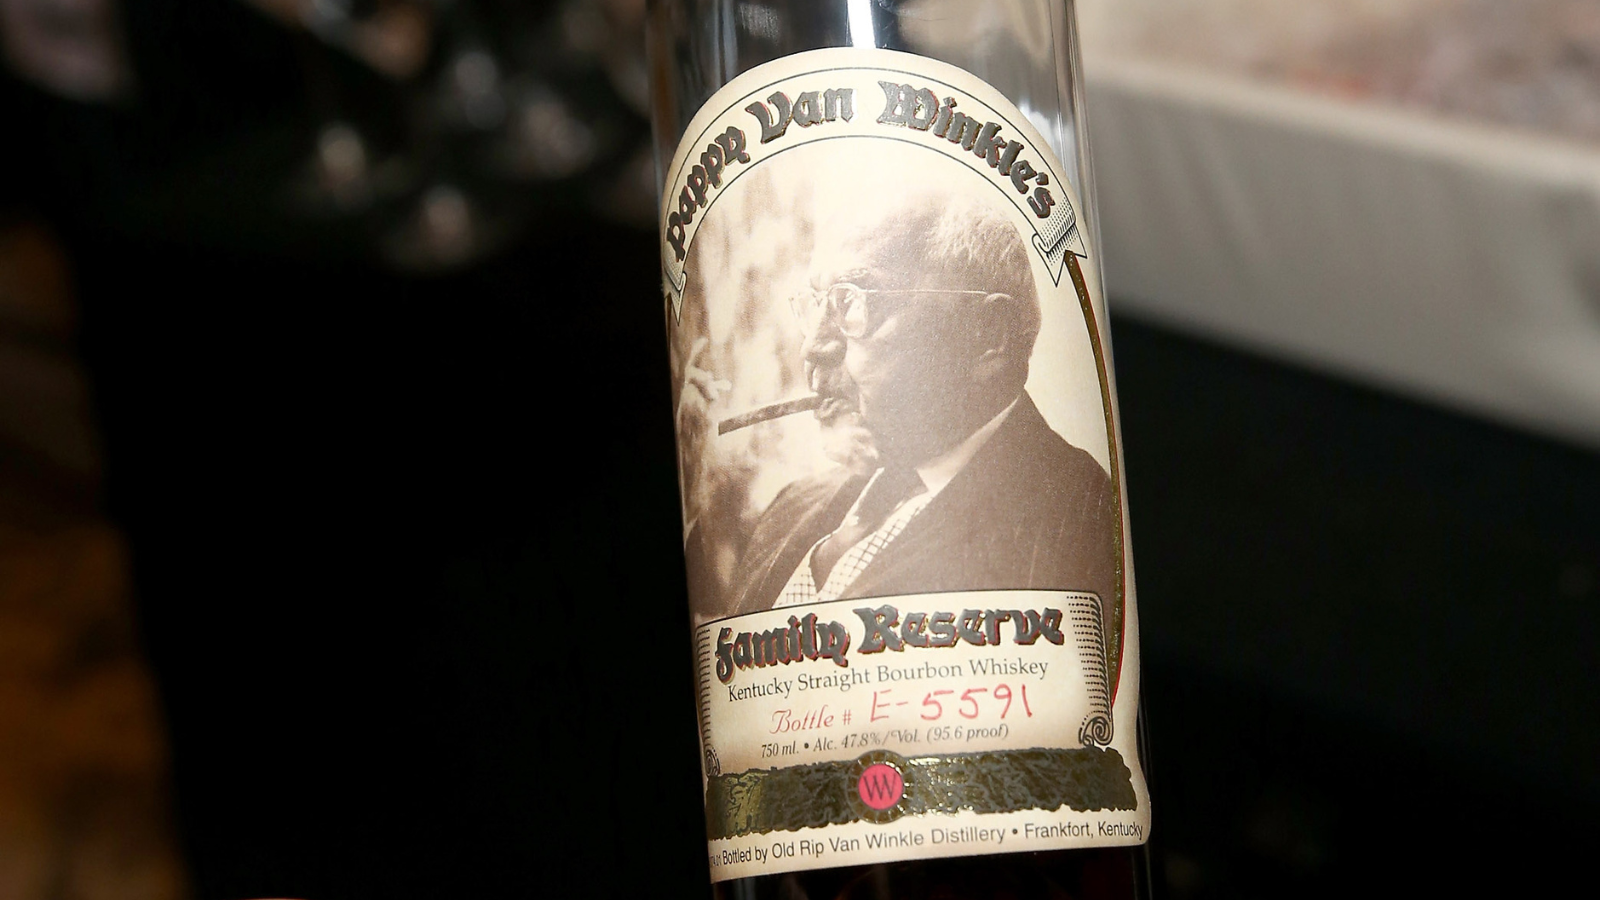 Pappy Van Winkle's
Family Reserve
Kentucky Straight Bourbon Whiskey
Bottle # E-5591
750 ml. • Alc. 47.8%/Vol. (95.6 proof)
W
Bottled by Old Rip Van Winkle Distillery • Frankfort, Kentucky